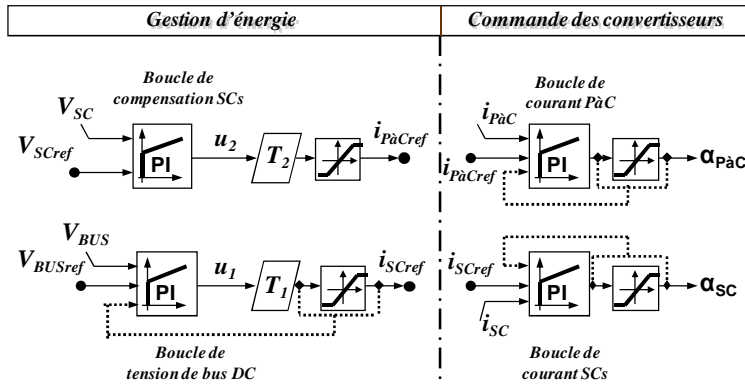 Gestion d'énergie
Commande des convertisseurs
Boucle de
compensation SCs
V_SC
V_SCref
PI
u_2
T_2
i_PàCref
Boucle de
courant PàC
i_PàC
i_PàCref
PI
α_PàC
V_BUS
V_BUSref
PI
u_1
T_1
i_SCref
Boucle de
tension de bus DC
i_SCref
i_SC
PI
α_SC
Boucle de
courant SCs